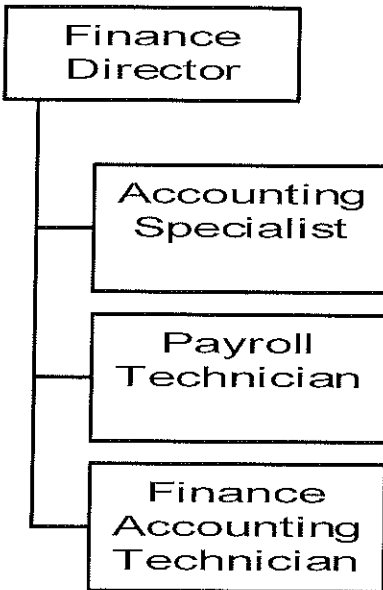 Finance
Director
Accounting
Specialist
Payroll
Technician
Finance
Accounting
Technician